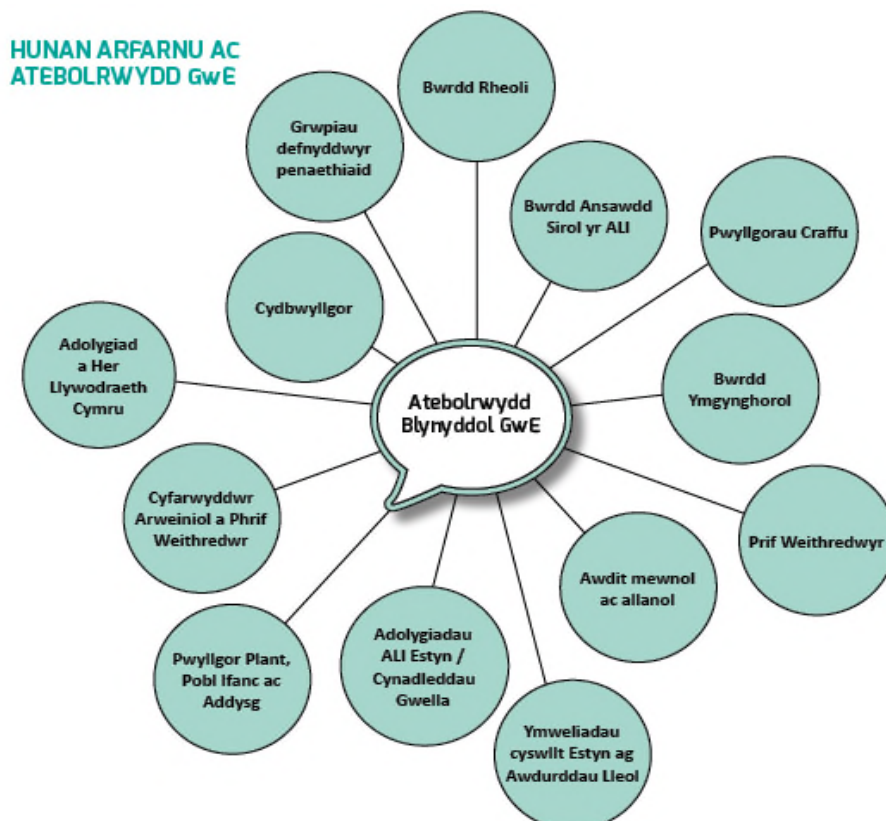 HUNAN ARFARNU AC
ATEBOLRWYDD GwE
Bwrdd Rheoli
Grwpiau
defnyddwyr
penaethiaid
Bwrdd Ansawdd
Sirol yr ALl
Pwyllgorau Craffu
Cydbwyllgor
Adolygiad
a Her
Llywodraeth
Cymru
Atebolrwydd
Blynyddol GwE
Bwrdd
Ymgynghorol
Cyfarwyddwr
Arweiniol a Phrif
Weithredwr
Prif Weithredwyr
Awdit mewnol
ac allanol
Pwyllgor Plant,
Pobl Ifanc ac
Addysg
Adolygiadau
ALl Estyn /
Cynadleddau
Gwella
Ymweliadau
cyswllt Estyn ag
Awdurddau Lleol